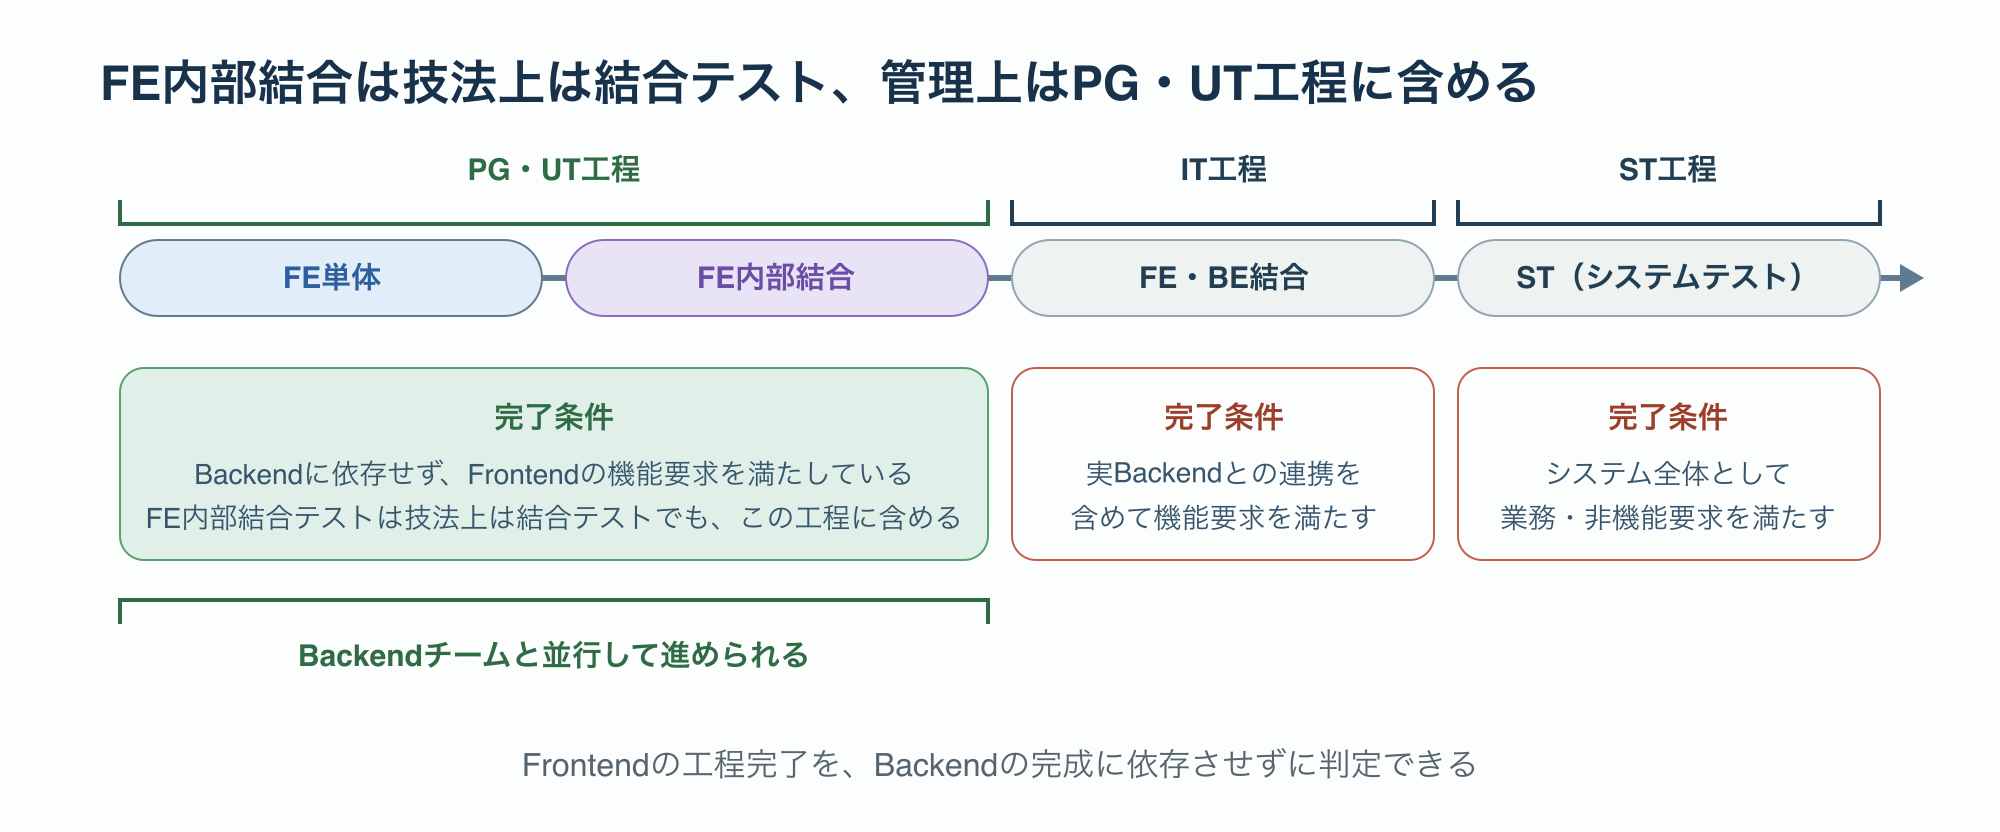 FE内部結合は技法上は結合テスト、管理上はPG・UT工程に含める
PG・UT工程
IT工程
ST工程
FE単体
FE内部結合
FE・BE結合
ST（システムテスト）
完了条件
Backendに依存せず、Frontendの機能要求を満たしている
FE内部結合テストは技法上は結合テストでも、この工程に含める
完了条件
実Backendとの連携を
含めて機能要求を満たす
完了条件
システム全体として
業務・非機能要求を満たす
Backendチームと並行して進められる
Frontendの工程完了を、Backendの完成に依存させずに判定できる